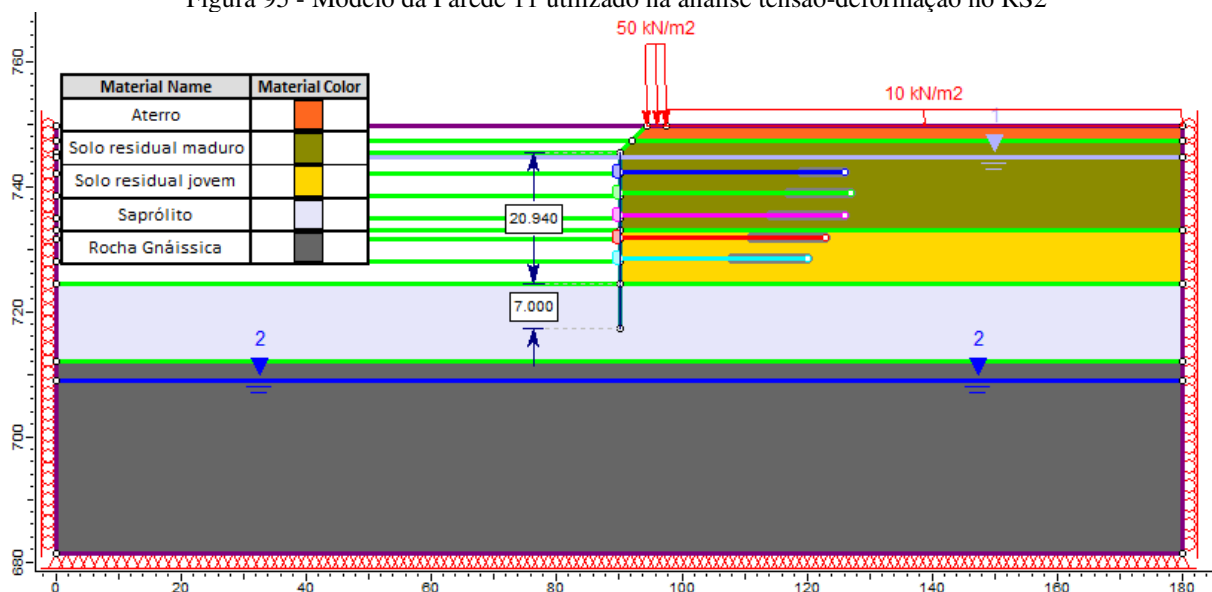 Figura 95 - Modelo da Parede 11 utilizado na análise tensão-deformação no RS2
50 kN/m2
10 kN/m2
Material Name Material Color
Aterro
Solo residual maduro
Solo residual jovem
Saprólito
Rocha Gnáissica
20.940
7.000
2 2
760
740
720
700
680
0 20 40 60 80 100 120 140 160 180